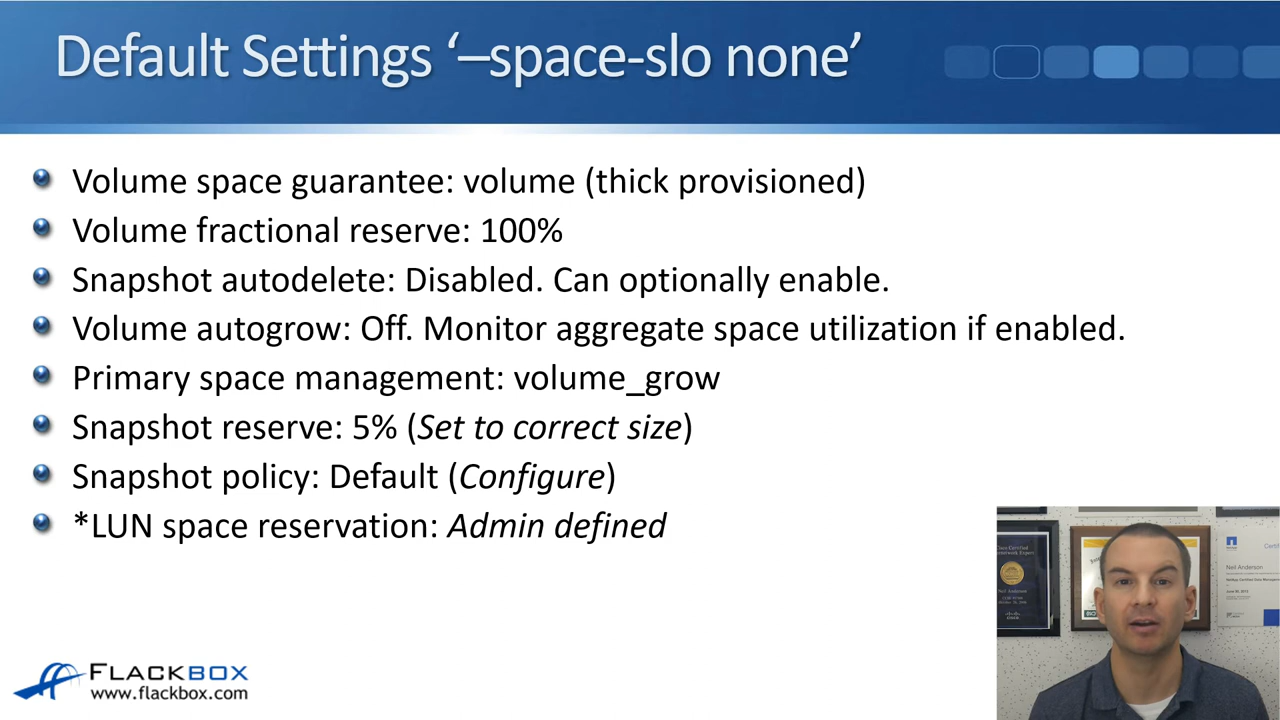 Default Settings ‘–space-slo none’
Volume space guarantee: volume (thick provisioned)
Volume fractional reserve: 100%
Snapshot autodelete: Disabled. Can optionally enable.
Volume autogrow: Off. Monitor aggregate space utilization if enabled.
Primary space management: volume_grow
Snapshot reserve: 5% (Set to correct size)
Snapshot policy: Default (Configure)
*LUN space reservation: Admin defined
Neil Anderson
FLACKBOX
www.flackbox.com